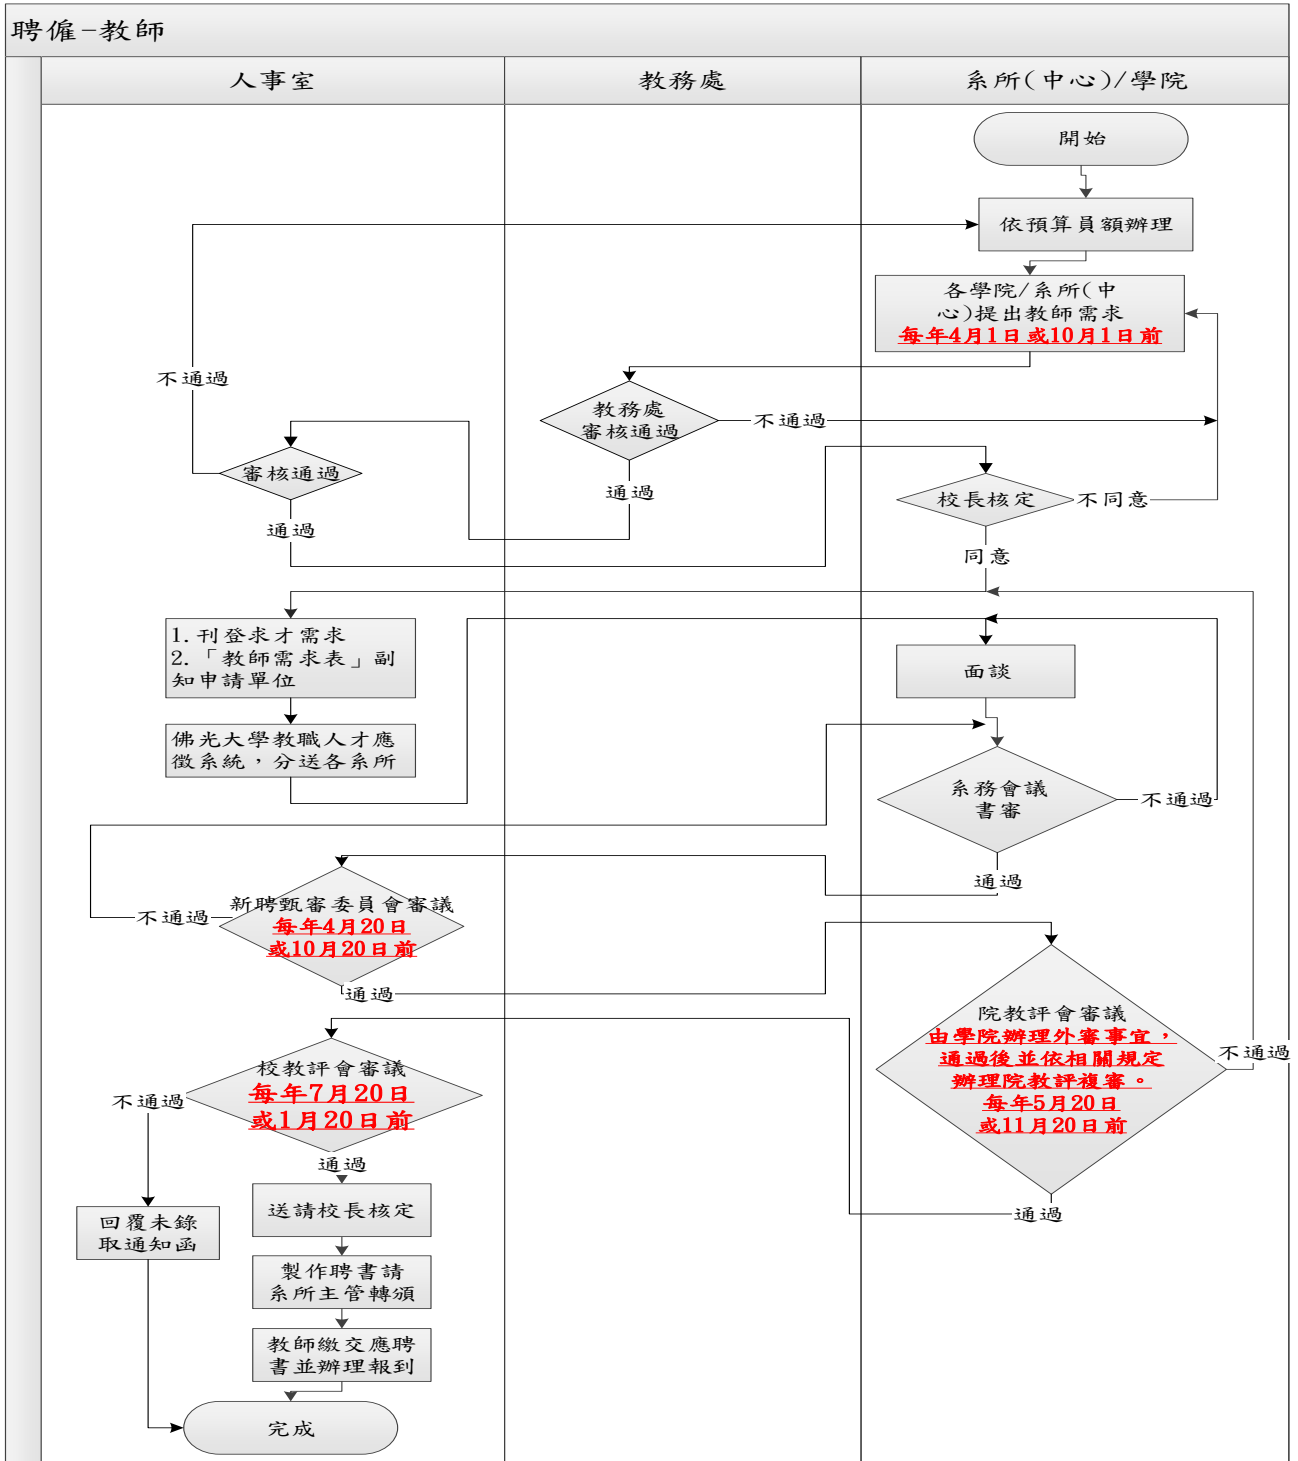 聘僱-教師
人事室
教務處
系所(中心)/學院
開始
依預算員額辦理
各學院/系所(中
心)提出教師需求
每年4月1日或10月1日前
不通過
教務處
審核通過
不通過
審核通過
通過
校長核定
不同意
通過
同意
1. 刊登求才需求
2. 「教師需求表」副
知申請單位
面談
佛光大學教職人才應
徵系統，分送各系所
系務會議
書審
不通過
通過
新聘甄審委員會審議
每年4月20日
或10月20日前
不通過
通過
院教評會審議
由學院辦理外審事宜，
通過後並依相關規定
辦理院教評複審。
每年5月20日
或11月20日前
不通過
校教評會審議
每年7月20日
或1月20日前
不通過
通過
通過
送請校長核定
回覆未錄
取通知函
製作聘書請
系所主管轉頒
教師繳交應聘
書並辦理報到
完成